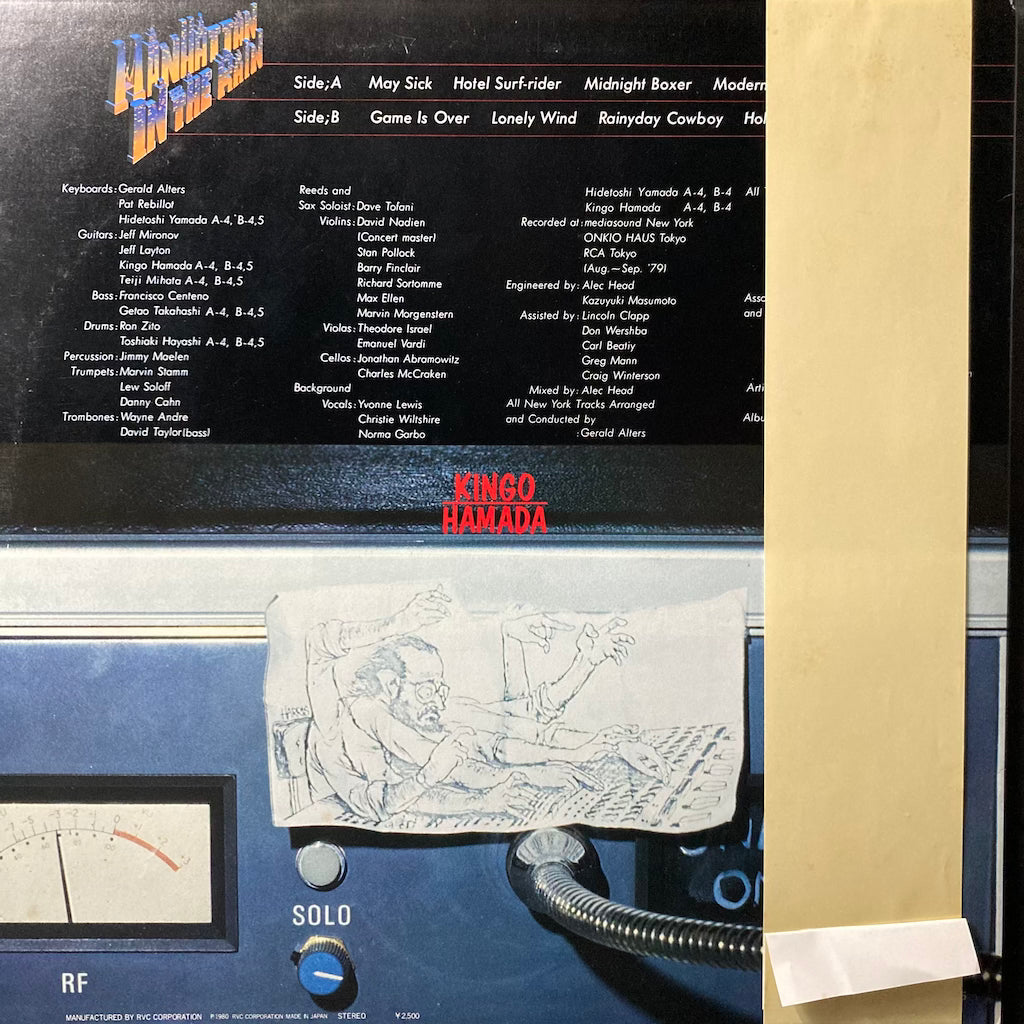 MANHATTAN
IN THE RAIN
Side;A May Sick Hotel Surf-rider Midnight Boxer Modern
Side;B Game Is Over Lonely Wind Rainyday Cowboy Hol
Keyboards: Gerald Alters
Pat Rebillot
Hidetoshi Yamada A-4, B-4,5
Guitars: Jeff Mironov
Jeff Layton
Kingo Hamada A-4, B-4,5
Teiji Mihata A-4, B-4,5
Bass: Francisco Centeno
Getao Takahashi A-4, B-4,5
Drums: Ron Zito
Toshiaki Hayashi A-4, B-4,5
Percussion: Jimmy Maelen
Trumpets: Marvin Stamm
Lew Soloff
Danny Cahn
Trombones: Wayne Andre
David Taylor(bass)
Reeds and
Sax Soloist: Dave Tofani
Violins: David Nadien
(Concert master)
Stan Pollock
Barry Finclair
Richard Sortomme
Max Ellen
Marvin Morgenstern
Violas: Theodore Israel
Emanuel Vardi
Cellos: Jonathan Abramowitz
Charles McCraken
Background
Vocals: Yvonne Lewis
Christie Wiltshire
Norma Garbo
Hidetoshi Yamada A-4, B-4
Kingo Hamada A-4, B-4
Recorded at: mediasound New York
ONKIO HAUS Tokyo
RCA Tokyo
(Aug.~Sep. '79)
Engineered by: Alec Head
Kazuyuki Masumoto
Assisted by: Lincoln Clapp
Don Wershba
Carl Beatiy
Greg Mann
Craig Winterson
Mixed by: Alec Head
All New York Tracks Arranged
and Conducted by
: Gerald Alters
All T
Asso
and
Arti
Albu
KINGO
HAMADA
SOLO
RF
MANUFACTURED BY RVC CORPORATION ℗1980 RVC CORPORATION MADE IN JAPAN STEREO ¥2,500